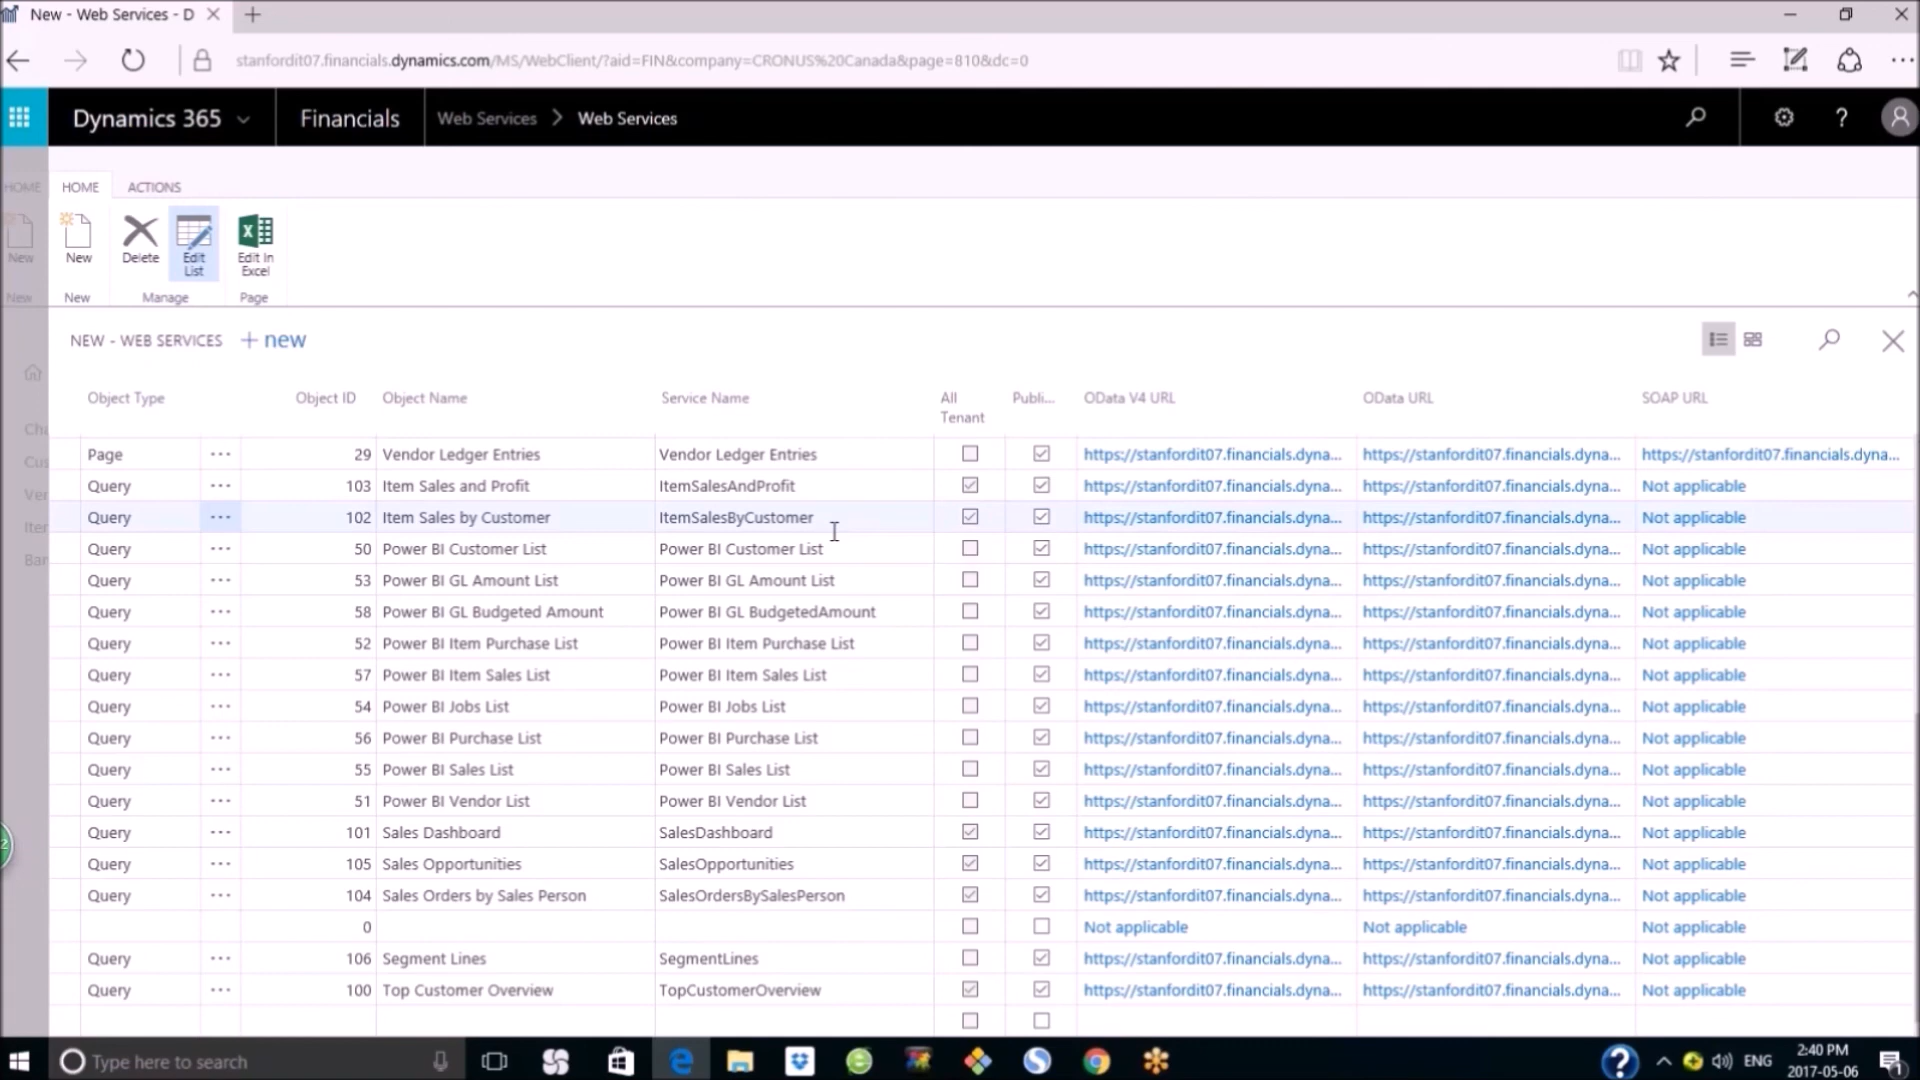 New - Web Services - D
stanfordit07.financials.dynamics.com/MS/WebClient/?aid=FIN&company=CRONUS%20Canada&page=810&dc=0
Dynamics 365 Financials Web Services > Web Services ?
HOME HOME ACTIONS
New New Delete Edit List Edit In Excel
New New Manage Page
NEW - WEB SERVICES + new
Object Type Object ID Object Name Service Name All Tenant Publi... OData V4 URL OData URL SOAP URL
Page ... 29 Vendor Ledger Entries Vendor Ledger Entries https://stanfordit07.financials.dyna... https://stanfordit07.financials.dyna... https://stanfordit07.financials.dyna...
Query ... 103 Item Sales and Profit ItemSalesAndProfit https://stanfordit07.financials.dyna... https://stanfordit07.financials.dyna... Not applicable
Query ... 102 Item Sales by Customer ItemSalesByCustomer https://stanfordit07.financials.dyna... https://stanfordit07.financials.dyna... Not applicable
Query ... 50 Power BI Customer List Power BI Customer List https://stanfordit07.financials.dyna... https://stanfordit07.financials.dyna... Not applicable
Query ... 53 Power BI GL Amount List Power BI GL Amount List https://stanfordit07.financials.dyna... https://stanfordit07.financials.dyna... Not applicable
Query ... 58 Power BI GL Budgeted Amount Power BI GL BudgetedAmount https://stanfordit07.financials.dyna... https://stanfordit07.financials.dyna... Not applicable
Query ... 52 Power BI Item Purchase List Power BI Item Purchase List https://stanfordit07.financials.dyna... https://stanfordit07.financials.dyna... Not applicable
Query ... 57 Power BI Item Sales List Power BI Item Sales List https://stanfordit07.financials.dyna... https://stanfordit07.financials.dyna... Not applicable
Query ... 54 Power BI Jobs List Power BI Jobs List https://stanfordit07.financials.dyna... https://stanfordit07.financials.dyna... Not applicable
Query ... 56 Power BI Purchase List Power BI Purchase List https://stanfordit07.financials.dyna... https://stanfordit07.financials.dyna... Not applicable
Query ... 55 Power BI Sales List Power BI Sales List https://stanfordit07.financials.dyna... https://stanfordit07.financials.dyna... Not applicable
Query ... 51 Power BI Vendor List Power BI Vendor List https://stanfordit07.financials.dyna... https://stanfordit07.financials.dyna... Not applicable
Query ... 101 Sales Dashboard SalesDashboard https://stanfordit07.financials.dyna... https://stanfordit07.financials.dyna... Not applicable
Query ... 105 Sales Opportunities SalesOpportunities https://stanfordit07.financials.dyna... https://stanfordit07.financials.dyna... Not applicable
Query ... 104 Sales Orders by Sales Person SalesOrdersBySalesPerson https://stanfordit07.financials.dyna... https://stanfordit07.financials.dyna... Not applicable
0 Not applicable Not applicable Not applicable
Query ... 106 Segment Lines SegmentLines https://stanfordit07.financials.dyna... https://stanfordit07.financials.dyna... Not applicable
Query ... 100 Top Customer Overview TopCustomerOverview https://stanfordit07.financials.dyna... https://stanfordit07.financials.dyna... Not applicable
Type here to search ENG 2:40 PM
2017-05-06